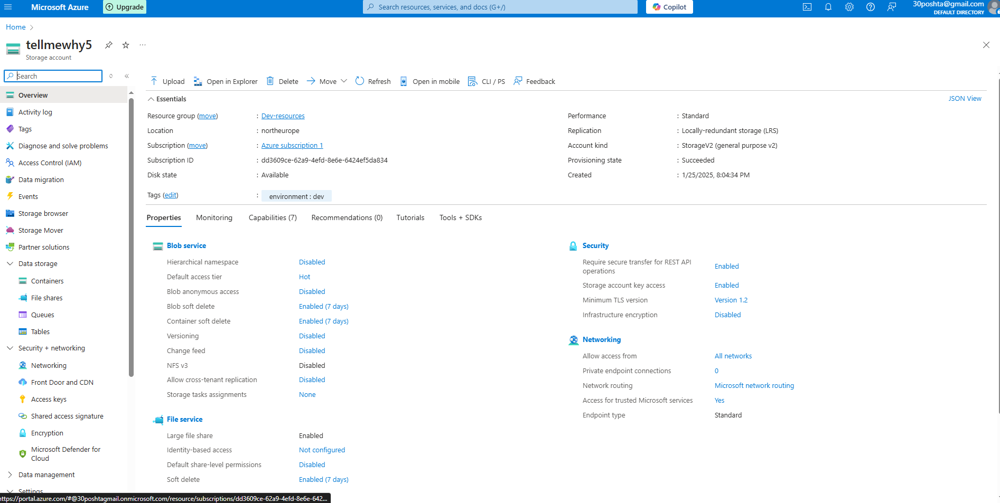 Microsoft Azure
Upgrade
Search resources, services, and docs (G+/)
Copilot
30poshta@gmail.com
DEFAULT DIRECTORY
Home
tellmewhy5
Storage account
Search
Overview
Activity log
Tags
Diagnose and solve problems
Access Control (IAM)
Data migration
Events
Storage browser
Storage Mover
Partner solutions
Data storage
Containers
File shares
Queues
Tables
Security + networking
Networking
Front Door and CDN
Access keys
Shared access signature
Encryption
Microsoft Defender for
Cloud
Data management
Settings
Upload Open in Explorer Delete Move Refresh Open in mobile CLI / PS Feedback
Essentials
JSON View
Resource group (move) : Dev-resources
Location : northeurope
Subscription (move) : Azure subscription 1
Subscription ID : dd3609ce-62a9-4efd-8e6e-6424ef5da834
Disk state : Available
Performance : Standard
Replication : Locally-redundant storage (LRS)
Account kind : StorageV2 (general purpose v2)
Provisioning state : Succeeded
Created : 1/25/2025, 8:04:34 PM
Tags (edit) : environment : dev
Properties Monitoring Capabilities (7) Recommendations (0) Tutorials Tools + SDKs
Blob service
Hierarchical namespace Disabled
Default access tier Hot
Blob anonymous access Disabled
Blob soft delete Enabled (7 days)
Container soft delete Enabled (7 days)
Versioning Disabled
Change feed Disabled
NFS v3 Disabled
Allow cross-tenant replication Disabled
Storage tasks assignments None
File service
Large file share Enabled
Identity-based access Not configured
Default share-level permissions Disabled
Soft delete Enabled (7 days)
Security
Require secure transfer for REST API
operations Enabled
Storage account key access Enabled
Minimum TLS version Version 1.2
Infrastructure encryption Disabled
Networking
Allow access from All networks
Private endpoint connections 0
Network routing Microsoft network routing
Access for trusted Microsoft services Yes
Endpoint type Standard
https://portal.azure.com/#@30poshtagmail.onmicrosoft.com/resource/subscriptions/dd3609ce-62a9-4efd-8e6e-642...